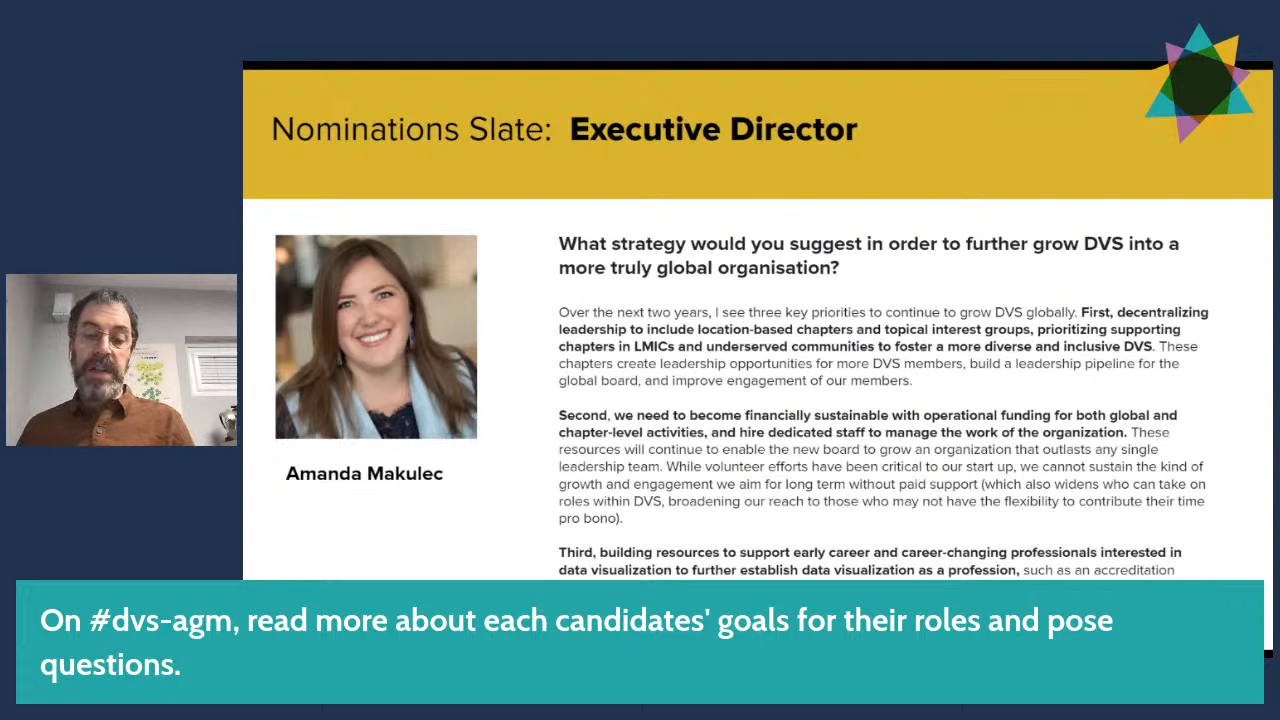 Nominations Slate: Executive Director
What strategy would you suggest in order to further grow DVS into a
more truly global organisation?
Over the next two years, I see three key priorities to continue to grow DVS globally. First, decentralizing
leadership to include location-based chapters and topical interest groups, prioritizing supporting
chapters in LMICs and underserved communities to foster a more diverse and inclusive DVS. These
chapters create leadership opportunities for more DVS members, build a leadership pipeline for the
global board, and improve engagement of our members.
Second, we need to become financially sustainable with operational funding for both global and
chapter-level activities, and hire dedicated staff to manage the work of the organization. These
resources will continue to enable the new board to grow an organization that outlasts any single
leadership team. While volunteer efforts have been critical to our start up, we cannot sustain the kind of
growth and engagement we aim for long term without paid support (which also widens who can take on
roles within DVS, broadening our reach to those who may not have the flexibility to contribute their time
pro bono).
Third, building resources to support early career and career-changing professionals interested in
data visualization to further establish data visualization as a profession, such as an accreditation
Amanda Makulec
On #dvs-agm, read more about each candidates' goals for their roles and pose
questions.